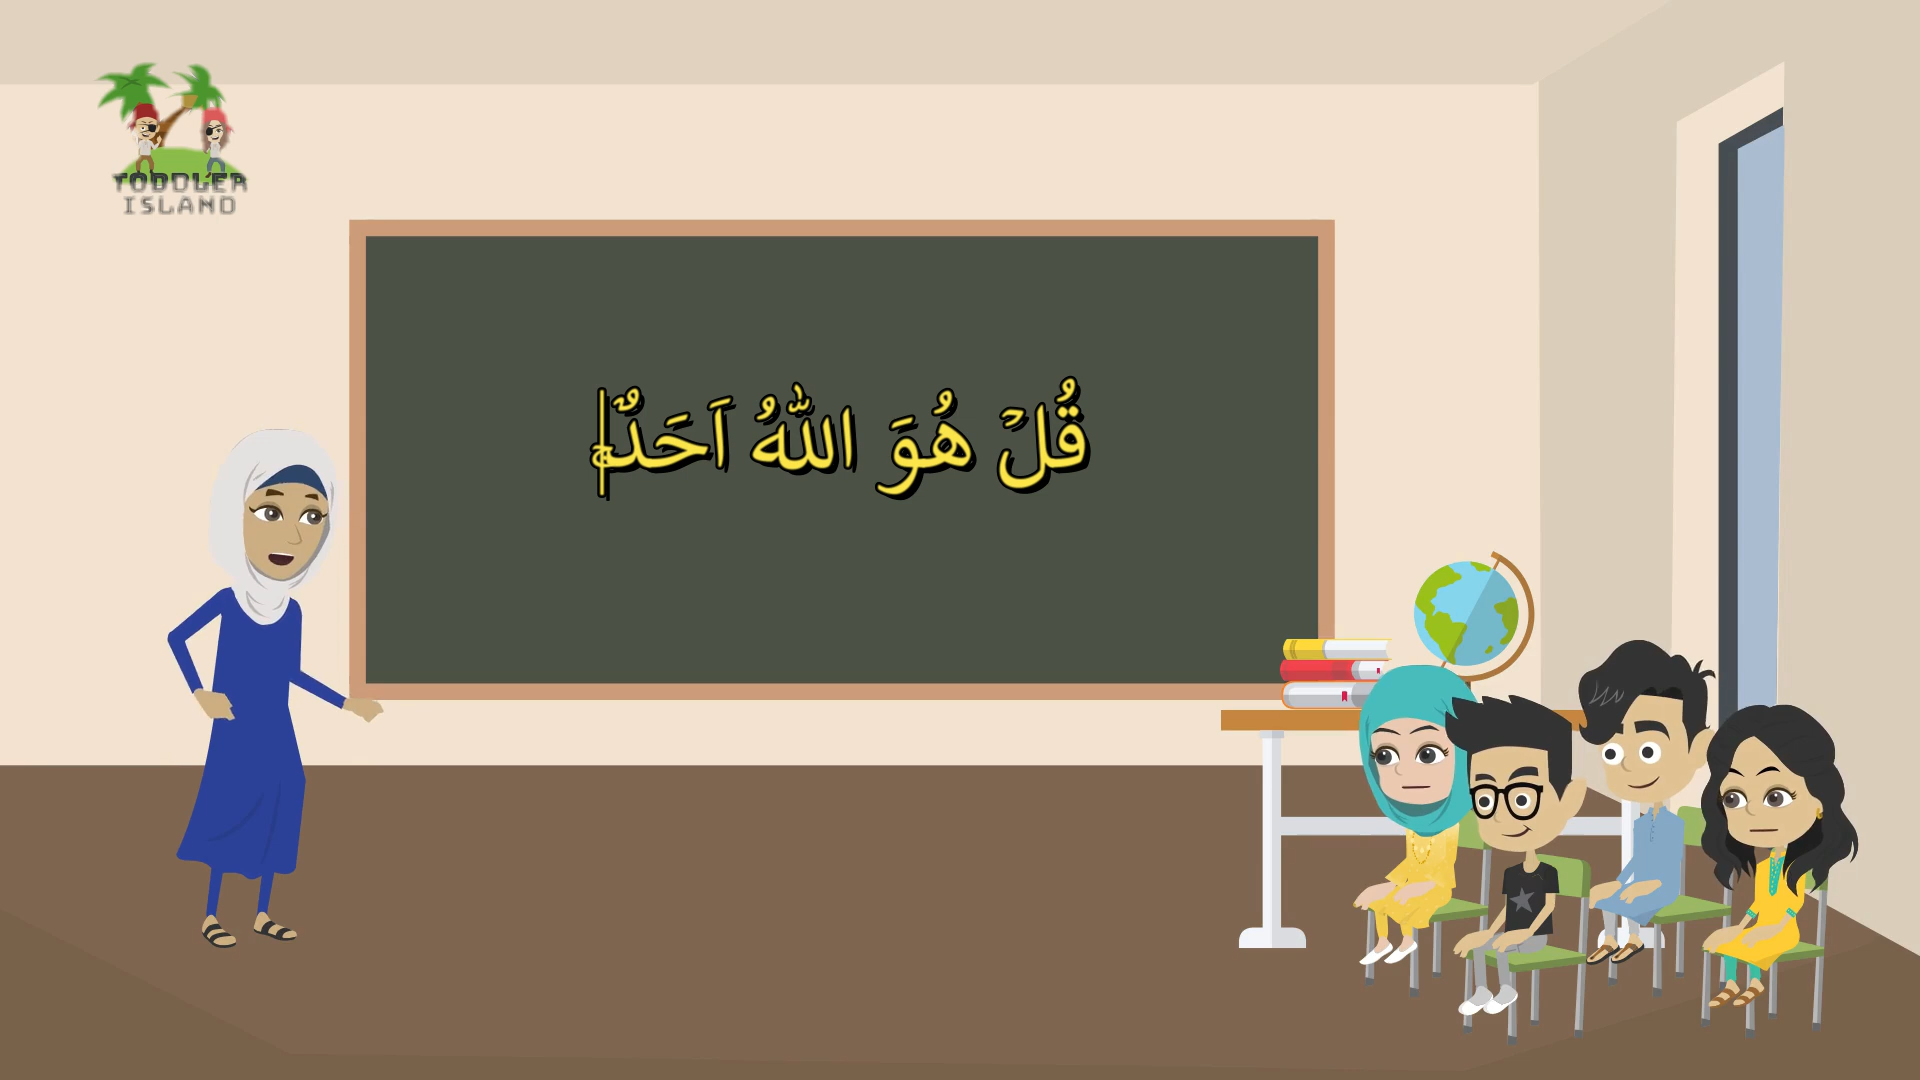 TODDLER
ISLAND
قُلْ هُوَ اللّٰهُ اَحَدٌۚ